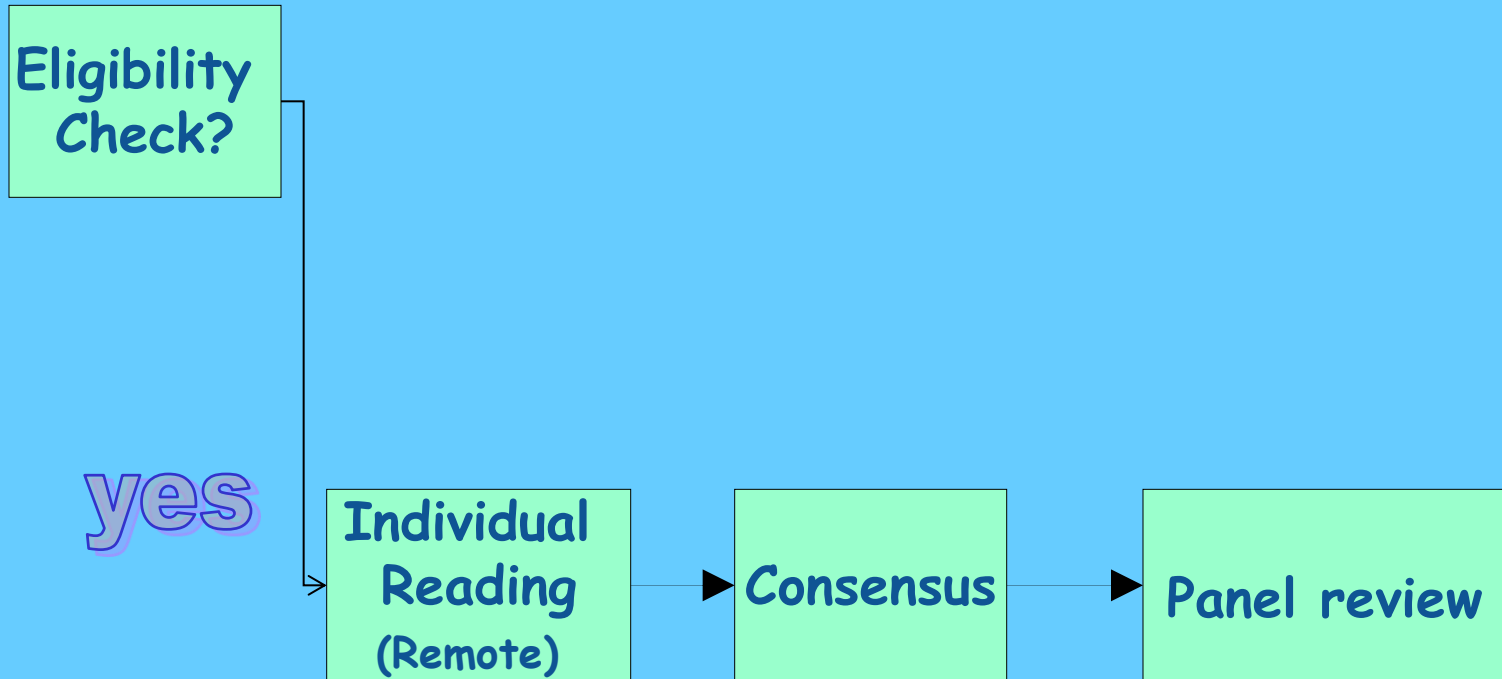 Eligibility
Check?
yes
Individual
Reading
(Remote)
Consensus
Panel review